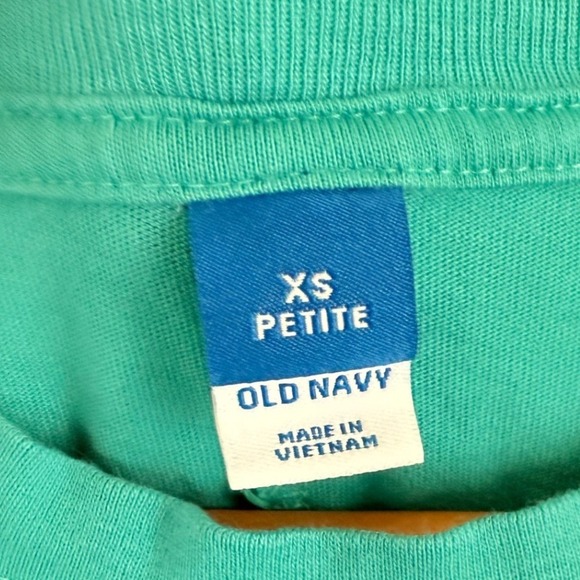 XS
PETITE
OLD NAVY
MADE IN
VIETNAM